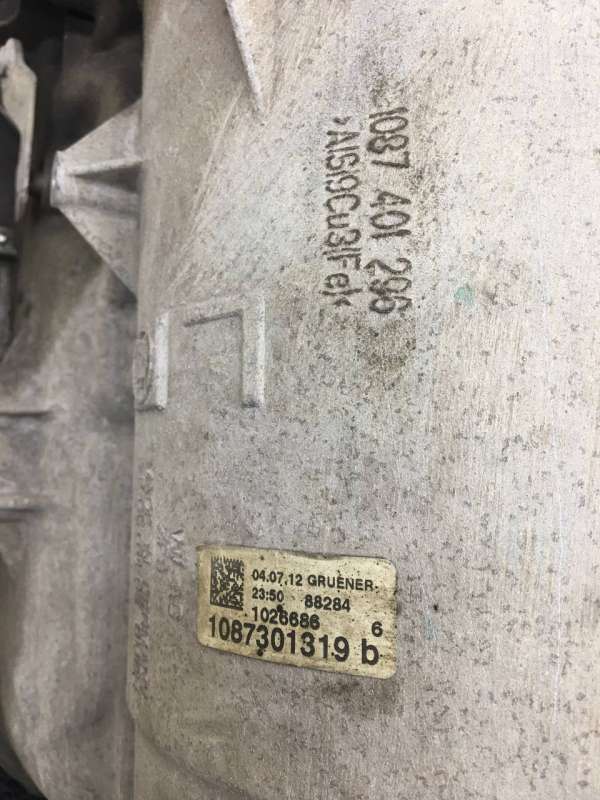 1087 401 296
>AlSi9Cu3(Fe)<
04.07.12 GRUENER-
23:50 88284
1026686 6
1087301319 b